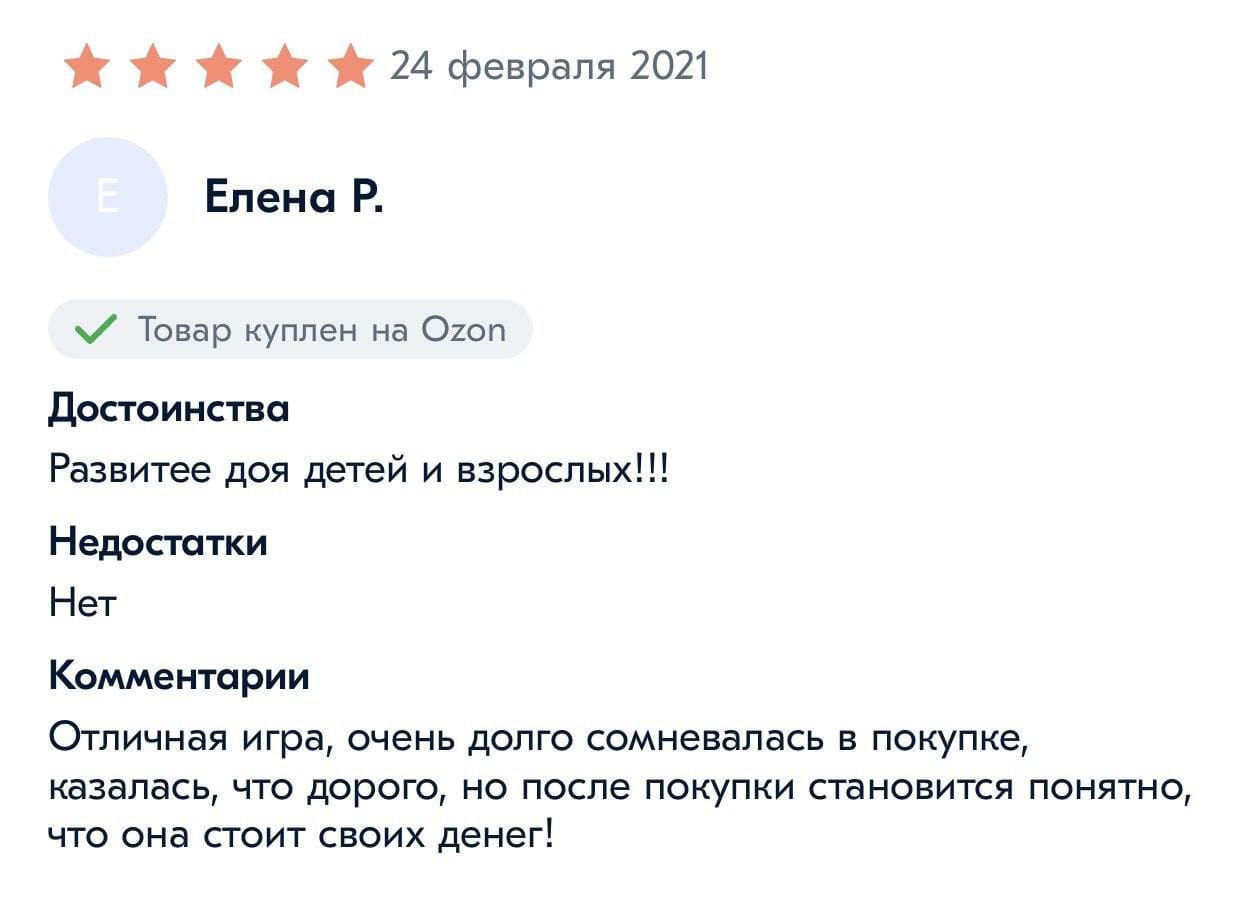 24 февраля 2021
Е
Елена Р.
Товар куплен на Ozon
Достоинства
Развитее доя детей и взрослых!!!
Недостатки
Нет
Комментарии
Отличная игра, очень долго сомневалась в покупке,
казалась, что дорого, но после покупки становится понятно,
что она стоит своих денег!